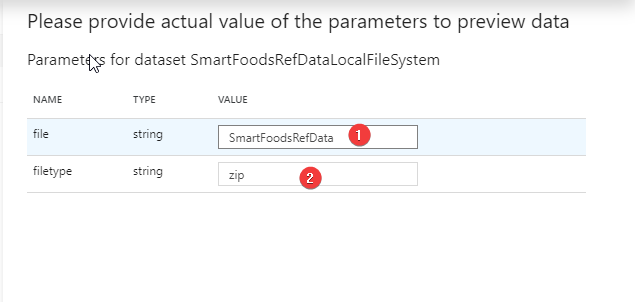 Please provide actual value of the parameters to preview data
Parameters for dataset SmartFoodsRefDataLocalFileSystem
NAME TYPE VALUE
file string SmartFoodsRefData 1
filetype string zip 2